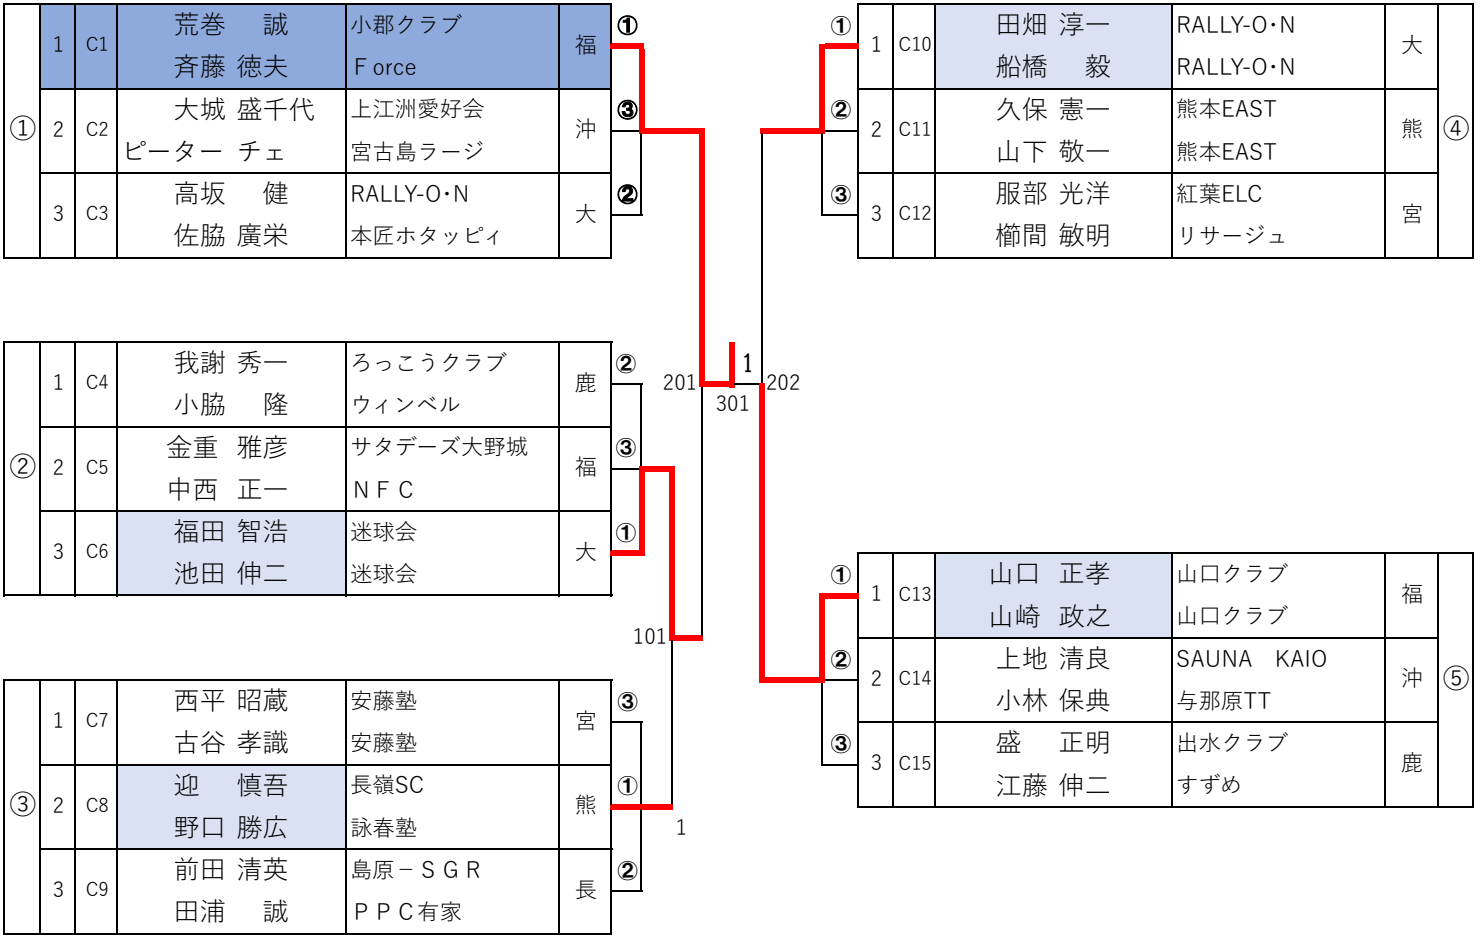 ①
1 C1 荒巻 誠 小郡クラブ 福 ①
斉藤 徳夫 Force
2 C2 大城 盛千代 上江洲愛好会 沖 ③
ピーター チェ 宮古島ラージ
3 C3 高坂 健 RALLY-O・N 大 ②
佐脇 廣栄 本匠ホタッピィ
②
1 C4 我謝 秀一 ろっこうクラブ 鹿 ②
小脇 隆 ウィンベル
2 C5 金重 雅彦 サタデーズ大野城 福 ③
中西 正一 NFC
3 C6 福田 智浩 迷球会 大 ①
池田 伸二 迷球会
③
1 C7 西平 昭蔵 安藤塾 宮 ③
古谷 孝識 安藤塾
2 C8 迎 慎吾 長嶺SC 熊 ①
野口 勝広 詠春塾
3 C9 前田 清英 島原－SGR 長 ②
田浦 誠 PPC有家
101
1
201
1
202
301
④
① 1 C10 田畑 淳一 RALLY-O・N 大
船橋 毅 RALLY-O・N
② 2 C11 久保 憲一 熊本EAST 熊
山下 敬一 熊本EAST
③ 3 C12 服部 光洋 紅葉ELC 宮
櫛間 敏明 リサージュ
⑤
① 1 C13 山口 正孝 山口クラブ 福
山崎 政之 山口クラブ
② 2 C14 上地 清良 SAUNA KAIO 沖
小林 保典 与那原TT
③ 3 C15 盛 正明 出水クラブ 鹿
江藤 伸二 すずめ